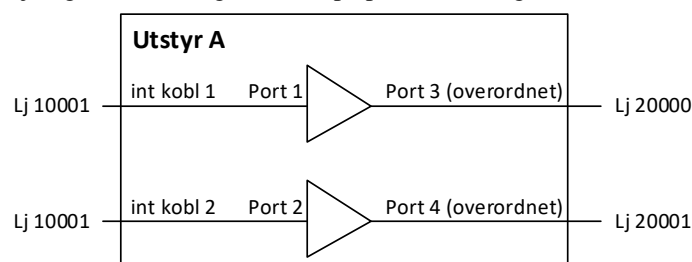 Utstyr A
Lj 10001 int kobl 1 Port 1 Port 3 (overordnet) Lj 20000
Lj 10001 int kobl 2 Port 2 Port 4 (overordnet) Lj 20001